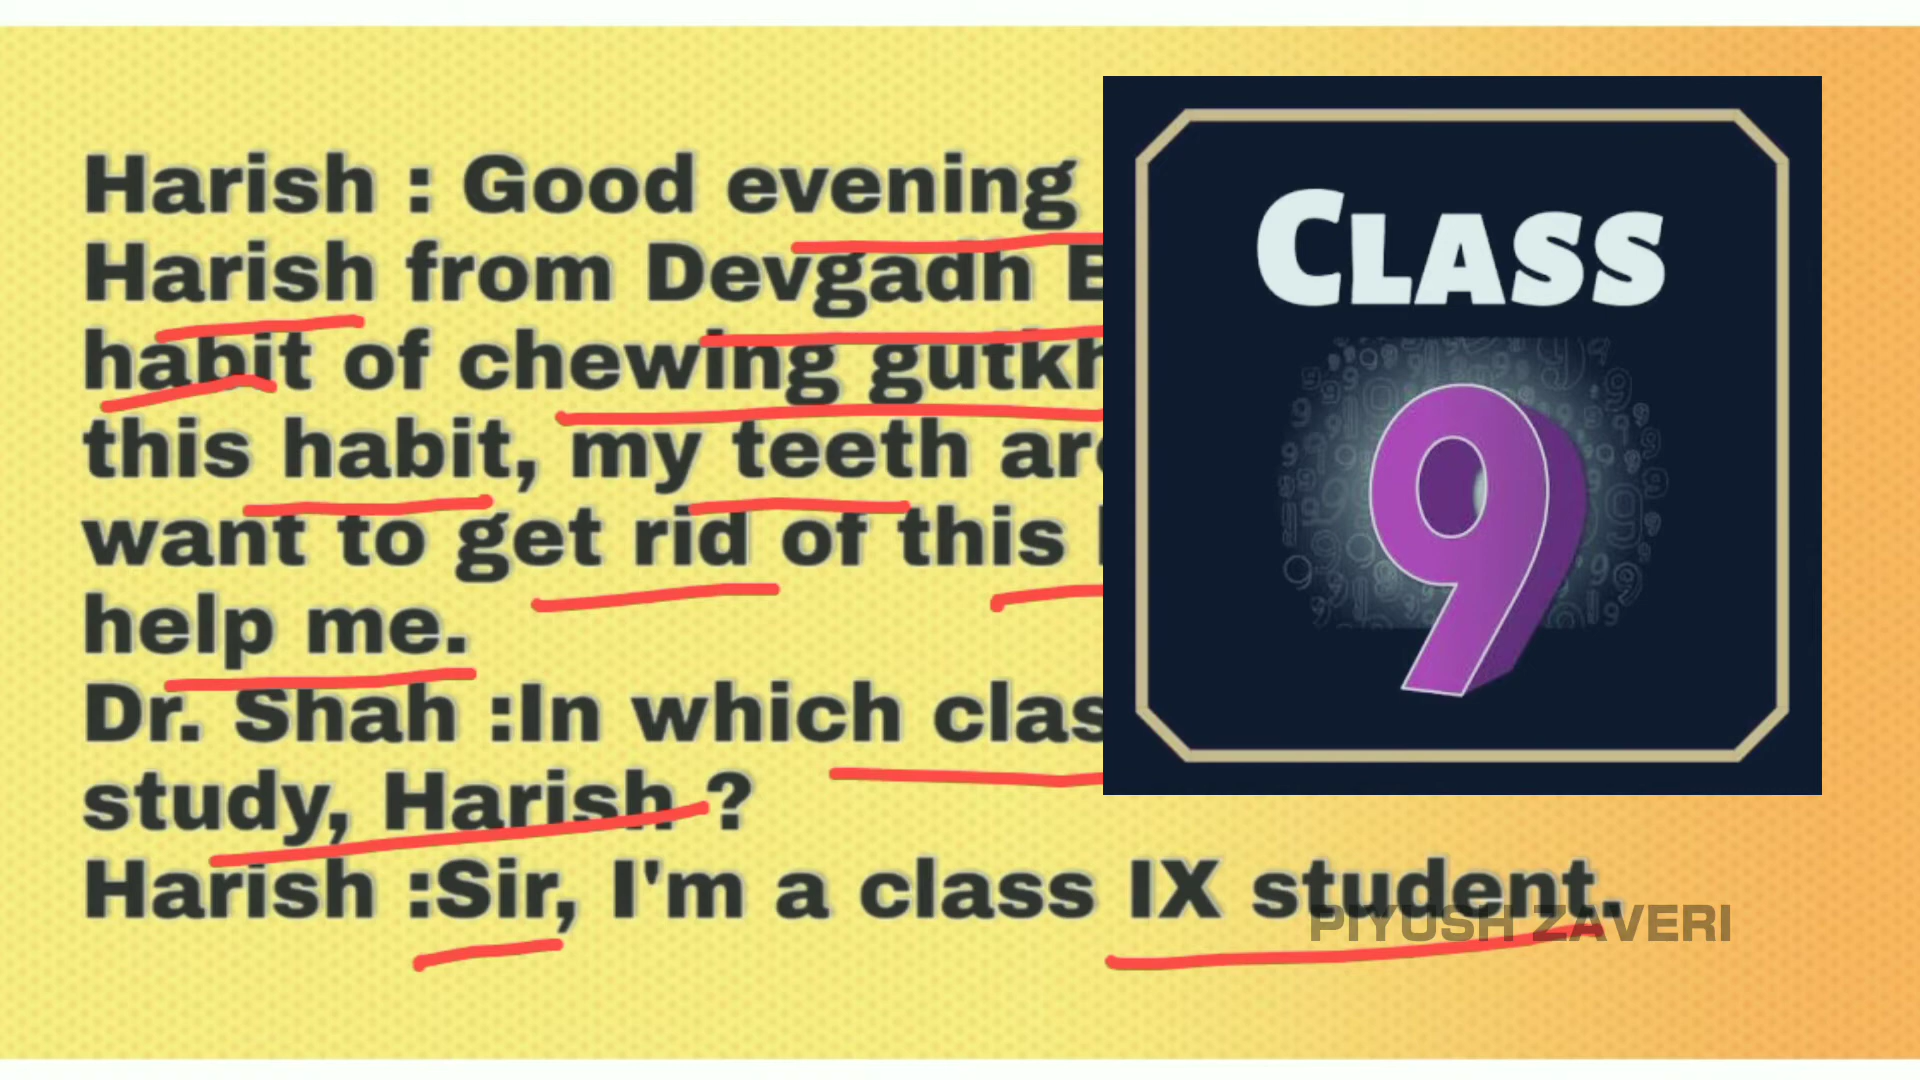 Harish : Good evening
Harish from Devgadh
habit of chewing
this habit, my teeth
want to get rid of this
help me.
Dr. Shah :In which
study, Harish ?
Harish :Sir, I'm a class IX student.
PIYUSH ZAVERI
CLASS
9